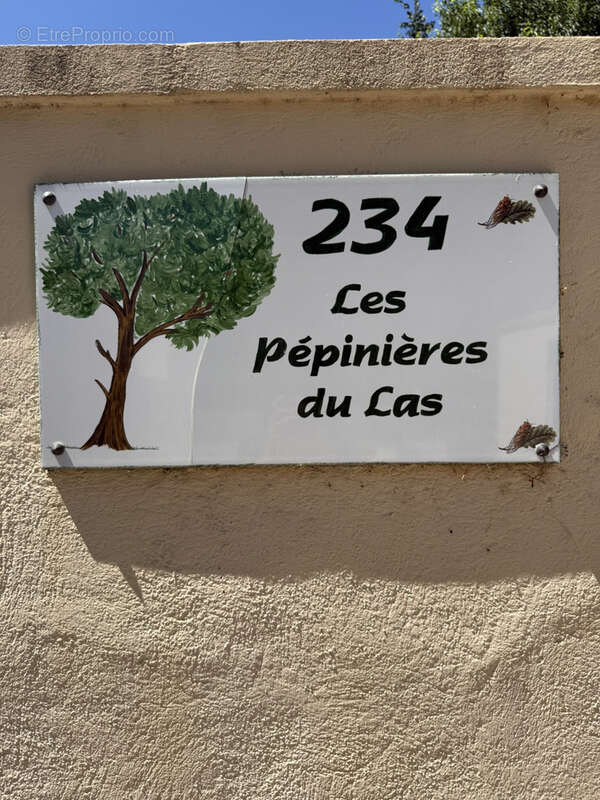 © EtreProprio.com
234
Les
Pépinières
du Las